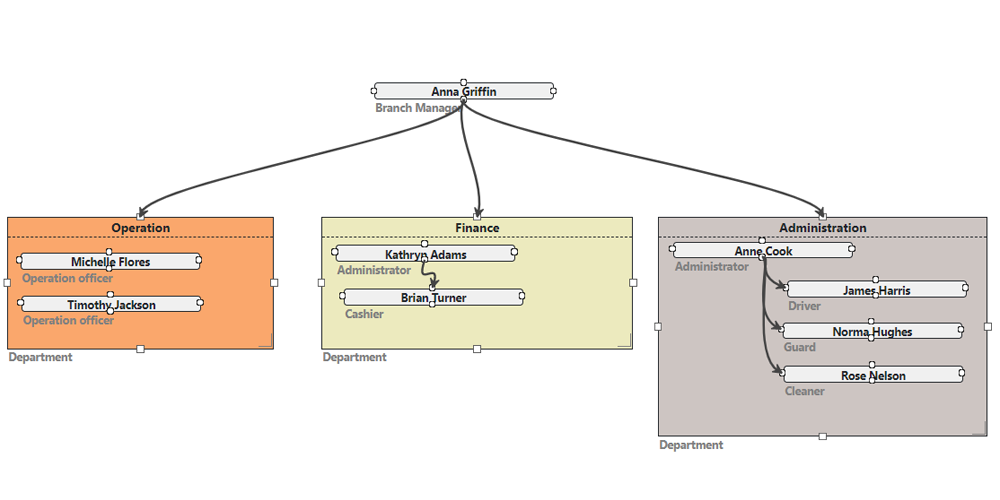 Anna Griffin
Branch Manager
Operation
Michelle Flores
Operation officer
Timothy Jackson
Operation officer
Department
Finance
Kathryn Adams
Administrator
Brian Turner
Cashier
Department
Administration
Anne Cook
Administrator
James Harris
Driver
Norma Hughes
Guard
Rose Nelson
Cleaner
Department